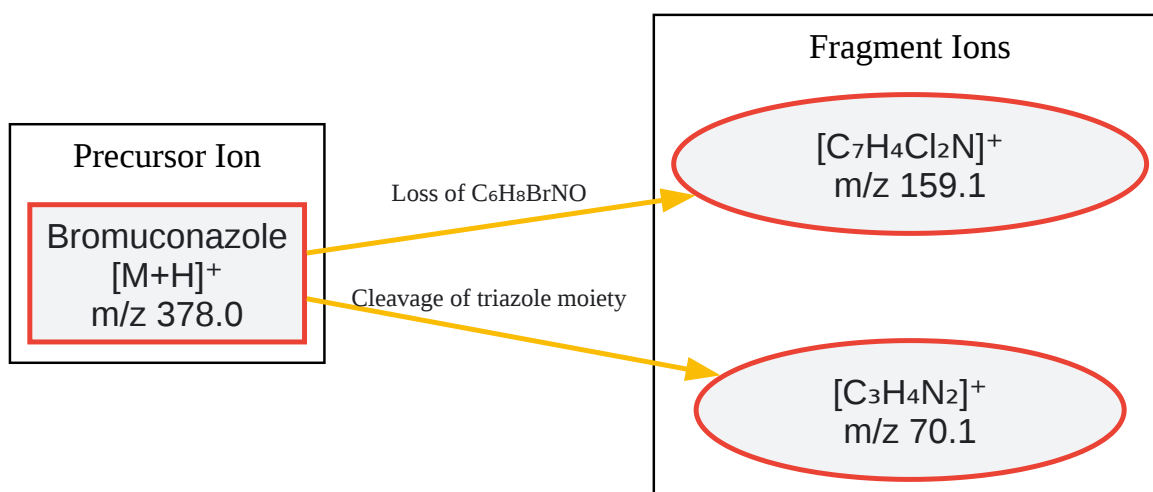 Precursor Ion
Bromuconazole
[M+H]⁺
m/z 378.0
Loss of C₆H₈BrNO
Cleavage of triazole moiety
Fragment Ions
[C₇H₄Cl₂N]⁺
m/z 159.1
[C₃H₄N₂]⁺
m/z 70.1